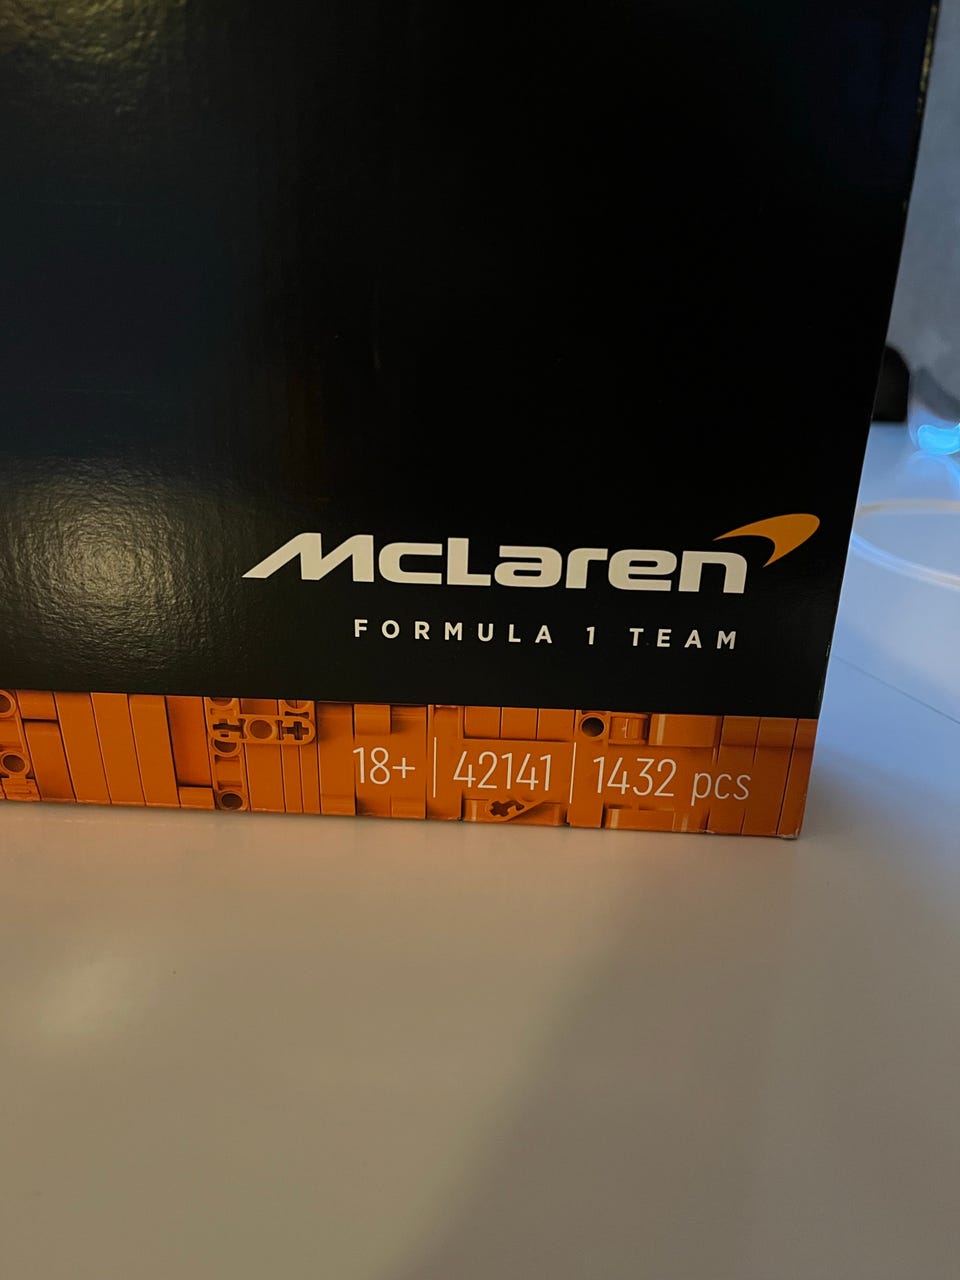 McLaren
FORMULA 1 TEAM
18+ | 42141 | 1432 pcs